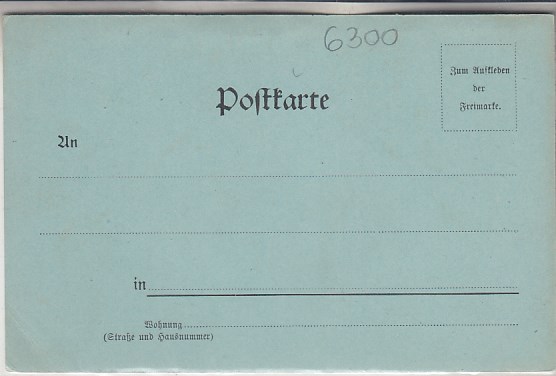 6300
Zum Aufkleben
der
Freimarke.
Postkarte
An
in
Wohnung
(Straße und Hausnummer)